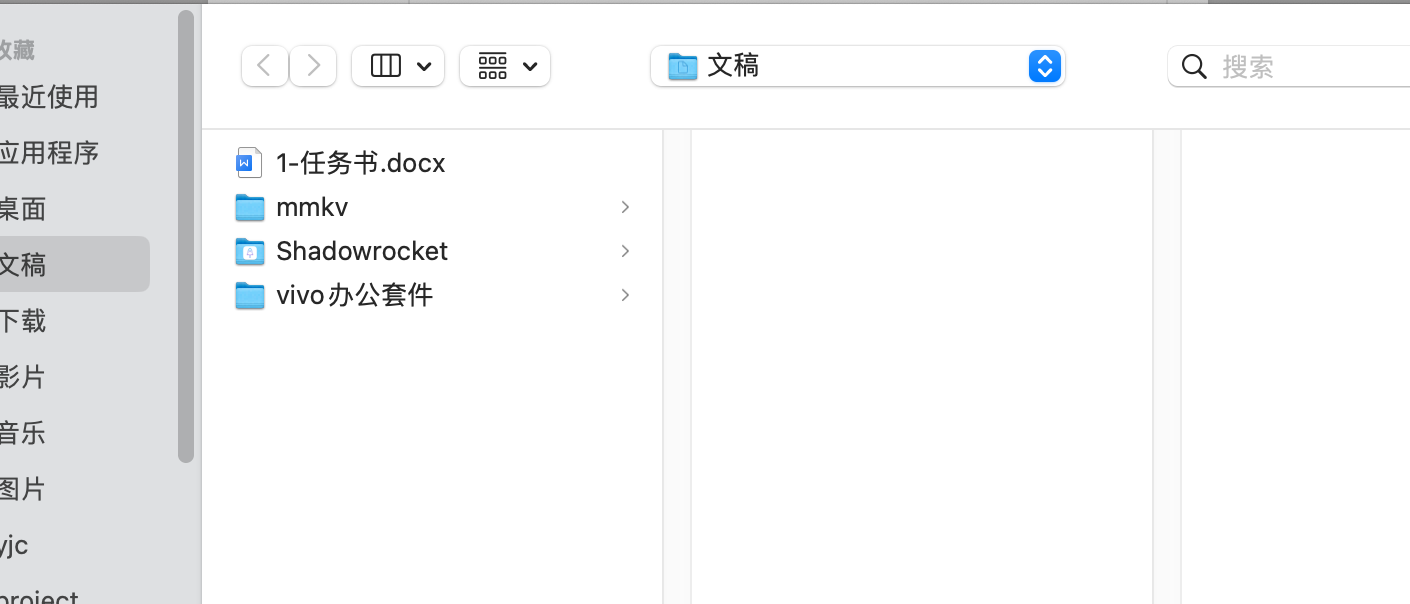 收藏
最近使用
应用程序
桌面
文稿
下载
影片
音乐
图片
yjc
project
文稿
搜索
1-任务书.docx
mmkv
Shadowrocket
vivo办公套件